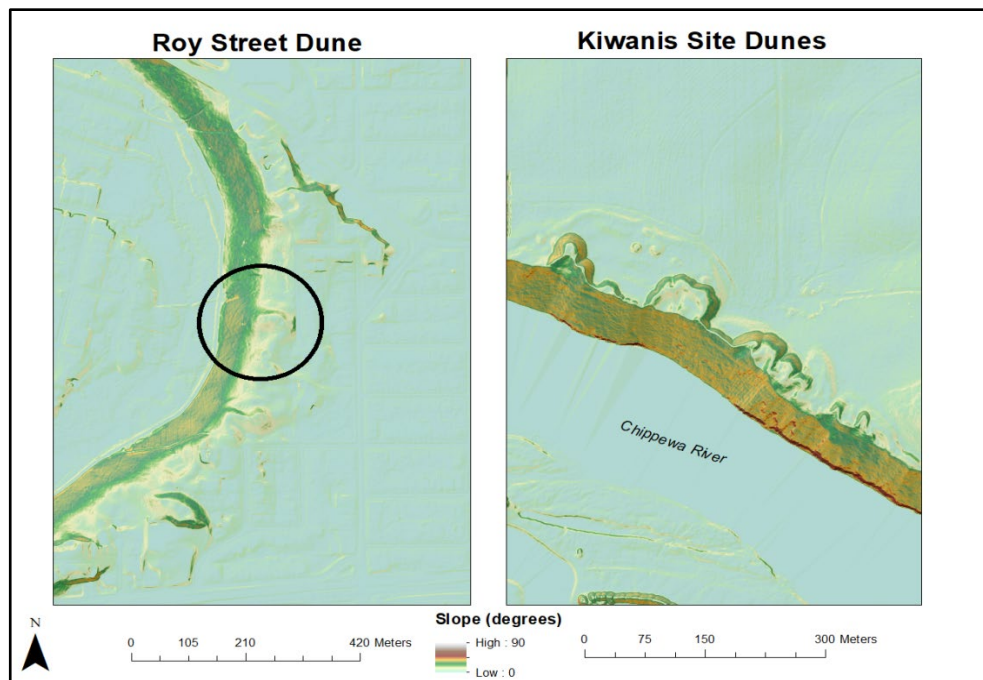 Roy Street Dune
Kiwanis Site Dunes
Chippewa River
N
0 105 210 420 Meters
Slope (degrees)
High : 90
Low : 0
0 75 150 300 Meters